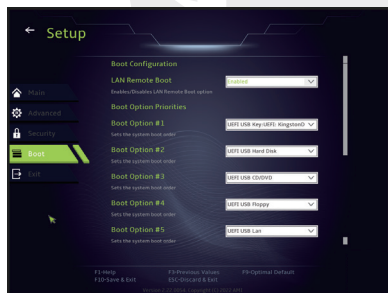 Setup
Boot Configuration
LAN Remote Boot
Enabled
Enables/Disables LAN Remote Boot option
Main
Advanced
Security
Boot
Exit
Boot Option Priorities
Boot Option #1
UEFI USB Key:UEFI: KingstonD
Sets the system boot order
Boot Option #2
UEFI USB Hard Disk
Sets the system boot order
Boot Option #3
UEFI USB CD/DVD
Sets the system boot order
Boot Option #4
UEFI USB Floppy
Sets the system boot order
Boot Option #5
UEFI USB Lan
Sets the system boot order
F1-Help
F3-Previous Values
F9-Optimal Default
F10-Save & Exit
ESC-Discard & Exit